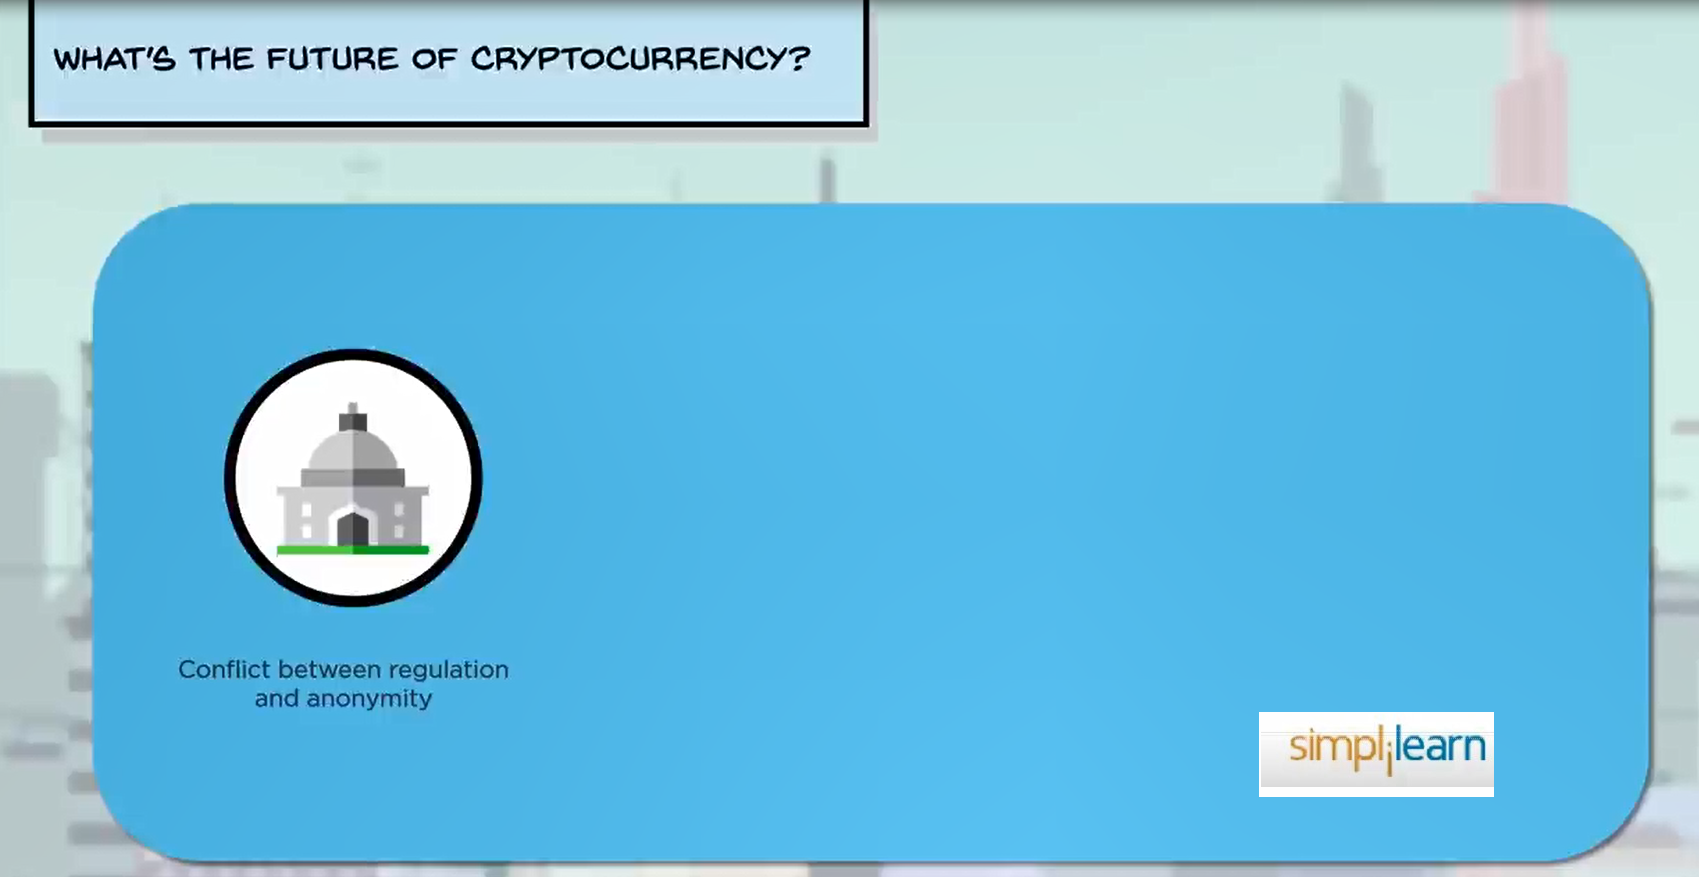 WHAT'S THE FUTURE OF CRYPTOCURRENCY?
Conflict between regulation
and anonymity
simplilearn